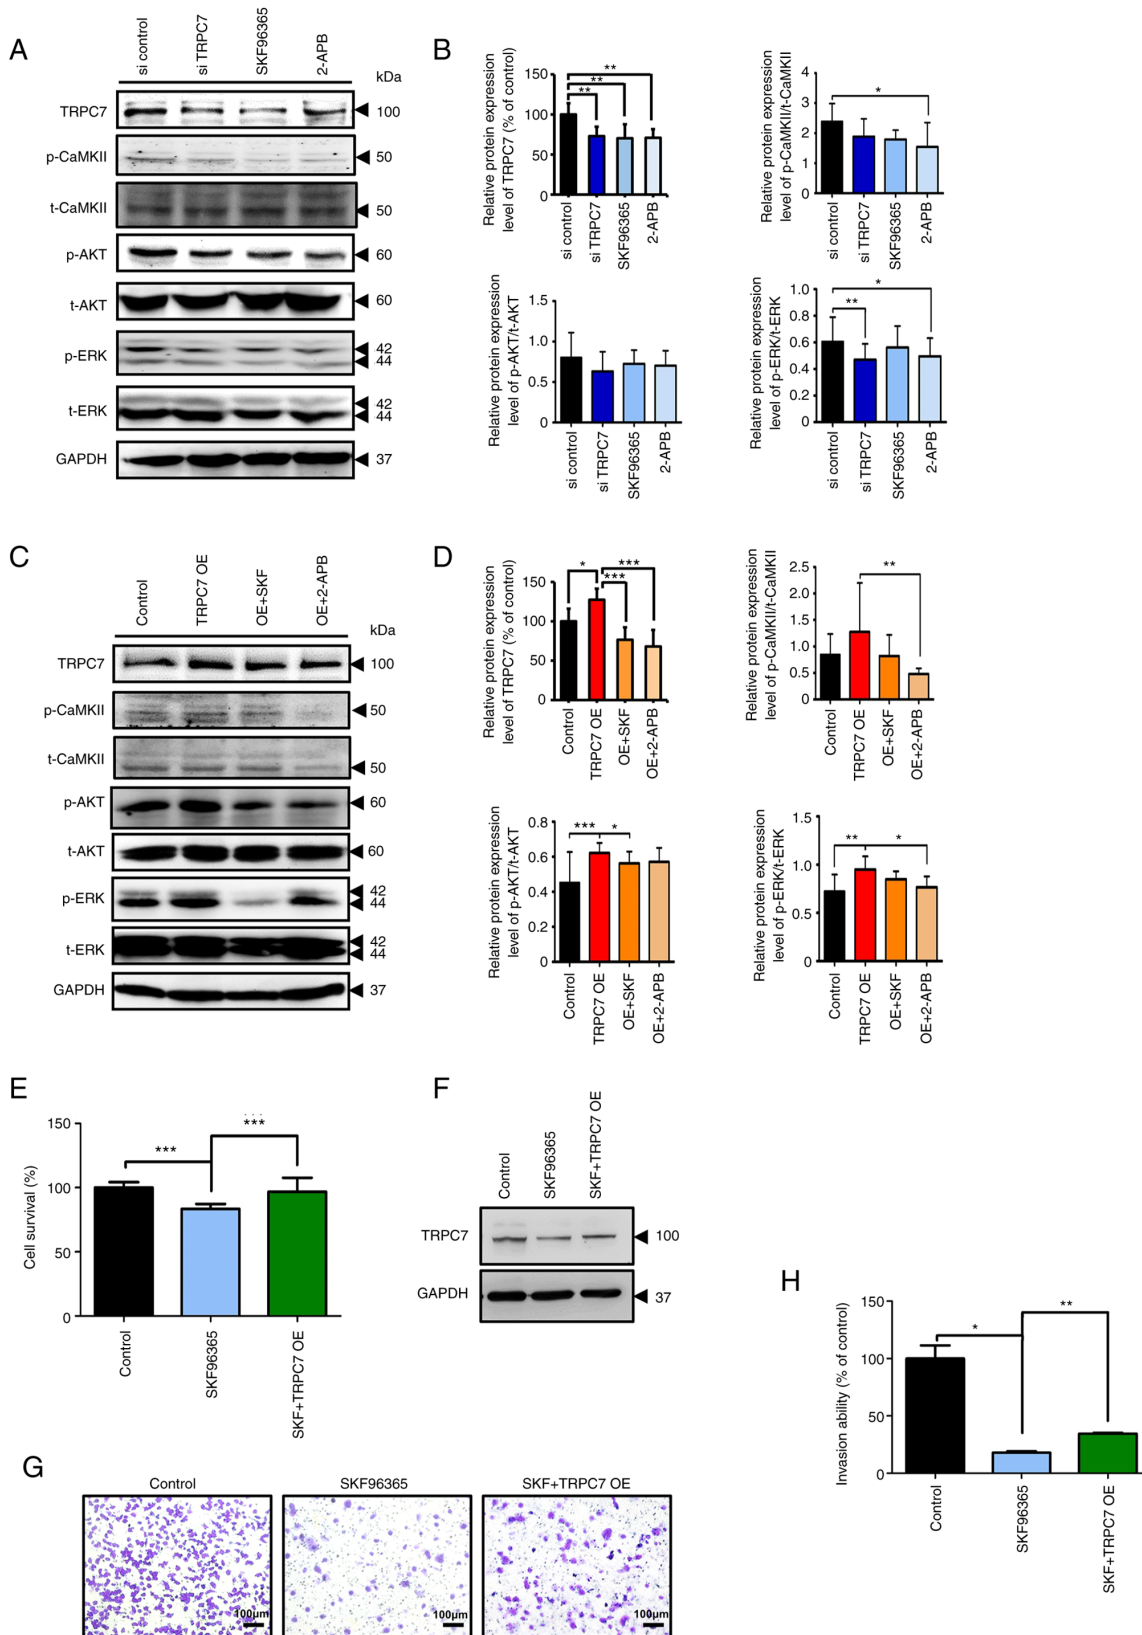 A
si control
si TRPC7
SKF96365
2-APB
kDa
TRPC7
100
p-CaMKII
50
t-CaMKII
50
p-AKT
60
t-AKT
60
p-ERK
42
44
t-ERK
42
44
GAPDH
37
B
Relative protein expression
level of TRPC7 (% of control)
150
100
50
0
**
**
**
si control
si TRPC7
SKF96365
2-APB
Relative protein expression
level of p-CaMKII/t-CaMKII
4
3
2
1
0
*
si control
si TRPC7
SKF96365
2-APB
Relative protein expression
level of p-AKT/t-AKT
1.5
1.0
0.5
0
si control
si TRPC7
SKF96365
2-APB
Relative protein expression
level of p-ERK/t-ERK
1.0
0.8
0.6
0.4
0.2
0
*
**
si control
si TRPC7
SKF96365
2-APB
C
Control
TRPC7 OE
OE+SKF
OE+2-APB
kDa
TRPC7
100
p-CaMKII
50
t-CaMKII
50
p-AKT
60
t-AKT
60
p-ERK
42
44
t-ERK
42
44
GAPDH
37
D
Relative protein expression
level of TRPC7 (% of control)
150
100
50
0
*
***
***
Control
TRPC7 OE
OE+SKF
OE+2-APB
Relative protein expression
level of p-CaMKII/t-CaMKII
2.5
2.0
1.5
1.0
0.5
0
**
Control
TRPC7 OE
OE+SKF
OE+2-APB
Relative protein expression
level of p-AKT/t-AKT
0.8
0.6
0.4
0.2
0
***
*
Control
TRPC7 OE
OE+SKF
OE+2-APB
Relative protein expression
level of p-ERK/t-ERK
1.5
1.0
0.5
0
**
*
Control
TRPC7 OE
OE+SKF
OE+2-APB
E
Cell survival (%)
150
100
50
0
***
***
Control
SKF96365
SKF+TRPC7 OE
F
Control
SKF96365
SKF+TRPC7 OE
TRPC7
100
GAPDH
37
G
Control
SKF96365
SKF+TRPC7 OE
100µm
100µm
100µm
H
Invasion ability (% of control)
150
100
50
0
*
**
Control
SKF96365
SKF+TRPC7 OE